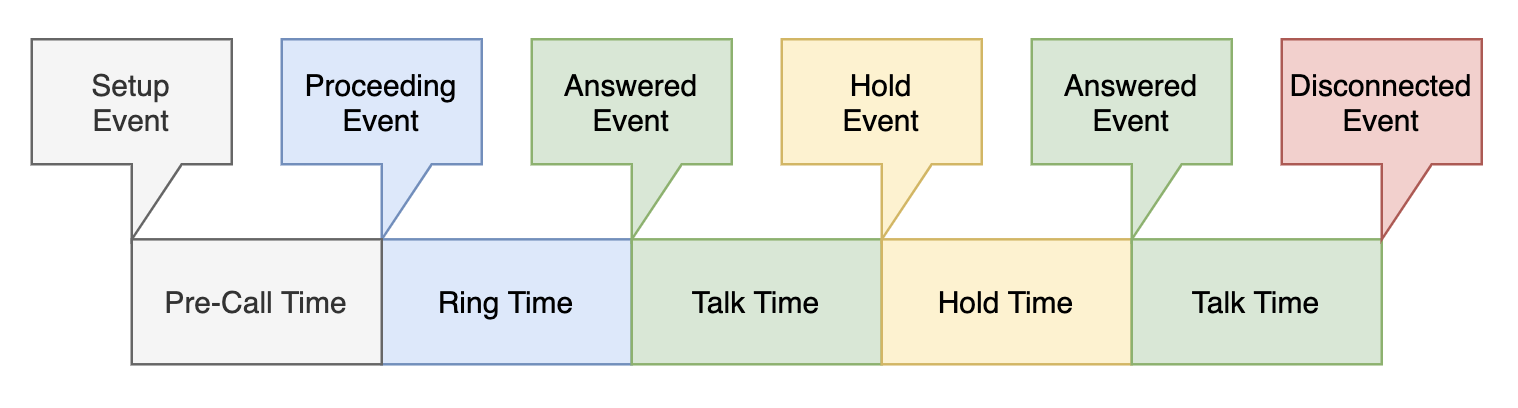 Setup
Event
Proceeding
Event
Answered
Event
Hold
Event
Answered
Event
Disconnected
Event
Pre-Call Time
Ring Time
Talk Time
Hold Time
Talk Time